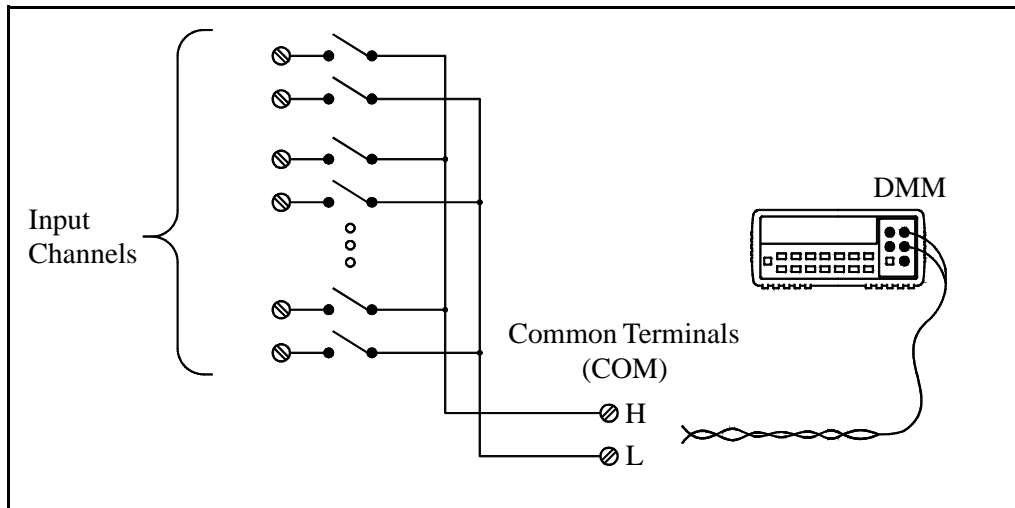 Input
Channels
DMM
Common Terminals
(COM)
H
L